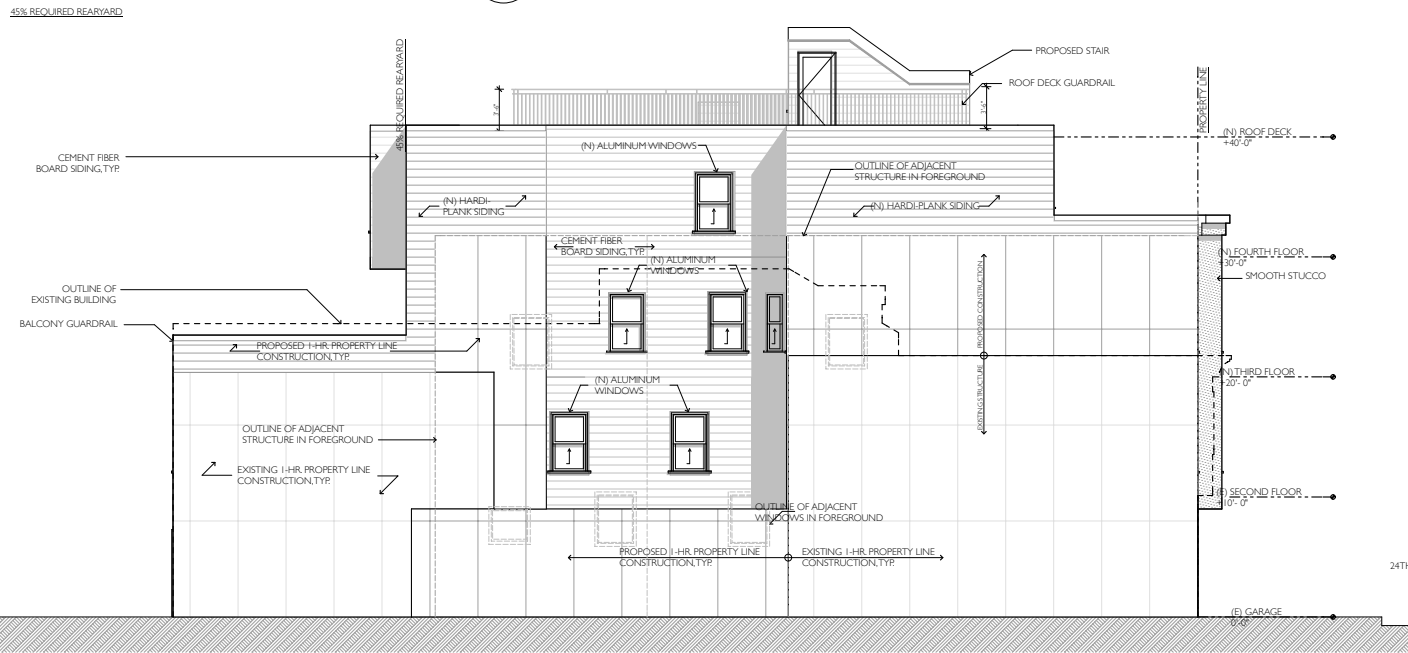 45% REQUIRED REARYARD
45% REQUIRED REARYARD
PROPOSED STAIR
ROOF DECK GUARDRAIL
PROPERTY LINE
3'-6"
3'-6"
(N) ROOF DECK
+40'-0"
CEMENT FIBER
BOARD SIDING, TYP.
(N) ALUMINUM WINDOWS
OUTLINE OF ADJACENT
STRUCTURE IN FOREGROUND
(N) HARDI-
PLANK SIDING
(N) HARDI-PLANK SIDING
CEMENT FIBER
BOARD SIDING, TYP.
(N) ALUMINUM
WINDOWS
(N) FOURTH FLOOR
+30'-0"
SMOOTH STUCCO
OUTLINE OF
EXISTING BUILDING
BALCONY GUARDRAIL
PROPOSED CONSTRUCTION
EXISTING STRUCTURE
PROPOSED 1-HR. PROPERTY LINE
CONSTRUCTION, TYP.
(N) THIRD FLOOR
+20'- 0"
(N) ALUMINUM
WINDOWS
OUTLINE OF ADJACENT
STRUCTURE IN FOREGROUND
EXISTING 1-HR. PROPERTY LINE
CONSTRUCTION, TYP.
(E) SECOND FLOOR
+10'- 0"
OUTLINE OF ADJACENT
WINDOWS IN FOREGROUND
PROPOSED 1-HR. PROPERTY LINE
CONSTRUCTION, TYP.
EXISTING 1-HR. PROPERTY LINE
CONSTRUCTION, TYP.
24TH
(E) GARAGE
0'-0"